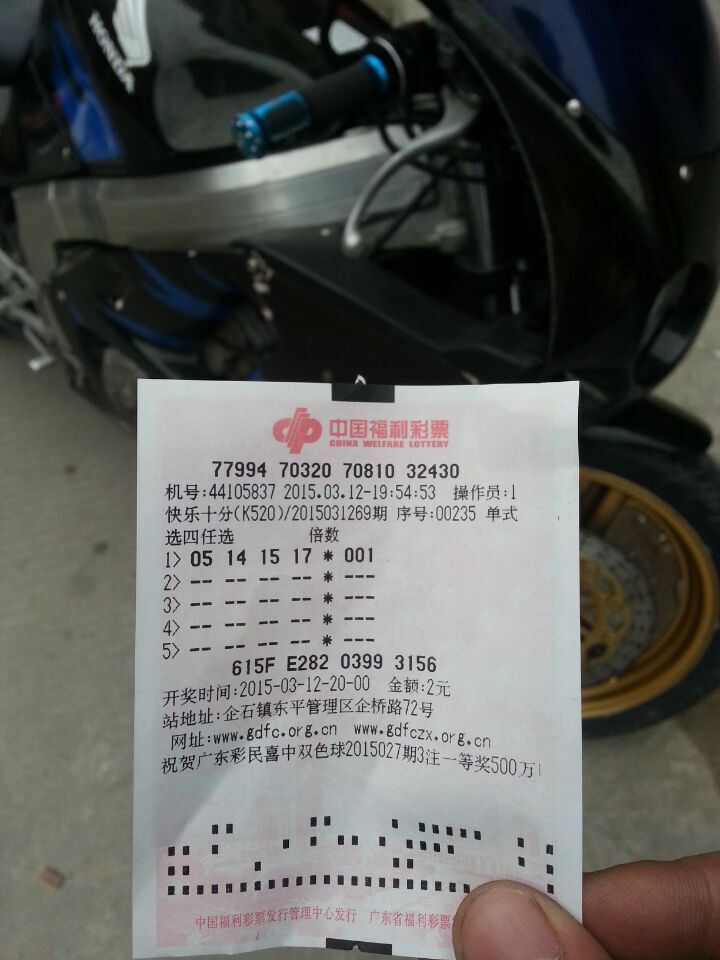 HONDA
中国福利彩票
CHINA WELFARE LOTTERY
77994 70320 70810 32430
机号:44105837 2015.03.12-19:54:53 操作员:1
快乐十分(K520)/2015031269期 序号:00235 单式
选四任选 倍数
1> 05 14 15 17 * 001
2> -- -- -- -- * ---
3> -- -- -- -- * ---
4> -- -- -- -- * ---
5> -- -- -- -- * ---
615F E282 0399 3156
开奖时间:2015-03-12-20-00 金额:2元
站地址:企石镇东平管理区企桥路72号
网址:www.gdfc.org.cn www.gdfczx.org.cn
祝贺广东彩民喜中双色球2015027期3注一等奖500万!
中国福利彩票发行管理中心发行 广东省福利彩票